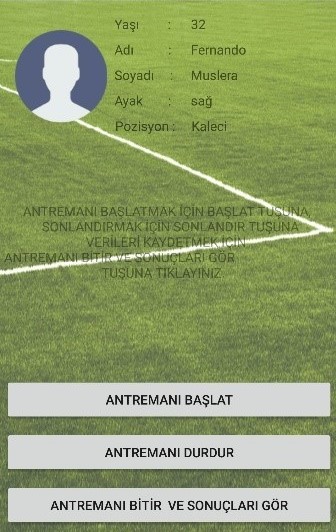 Yaşı : 32
Adı : Fernando
Soyadı : Muslera
Ayak : sağ
Pozisyon : Kaleci
ANTREMANI BAŞLATMAK İÇİN BAŞLAT TUŞUNA,
SONLANDIRMAK İÇİN SONLANDIR TUŞUNA
VERİLERİ KAYDETMEK İÇİN
ANTREMANI BİTİR VE SONUÇLARI GÖR
TUŞUNA TIKLAYINIZ.
ANTREMANI BAŞLAT
ANTREMANI DURDUR
ANTREMANI BİTİR VE SONUÇLARI GÖR